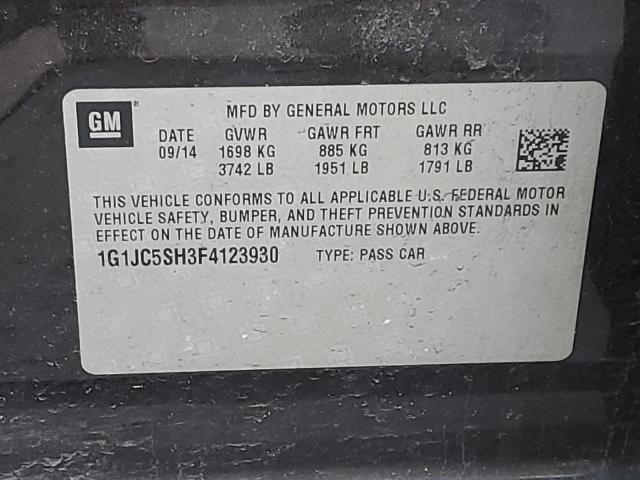 GM ®
MFD BY GENERAL MOTORS LLC
DATE GVWR GAWR FRT GAWR RR
09/14 1698 KG 885 KG 813 KG
3742 LB 1951 LB 1791 LB
THIS VEHICLE CONFORMS TO ALL APPLICABLE U.S. FEDERAL MOTOR
VEHICLE SAFETY, BUMPER, AND THEFT PREVENTION STANDARDS IN
EFFECT ON THE DATE OF MANUFACTURE SHOWN ABOVE.
1G1JC5SH3F4123930 TYPE: PASS CAR